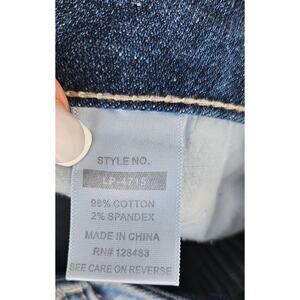 STYLE NO.
LP-4715
98% COTTON
2% SPANDEX
MADE IN CHINA
RN# 128483
SEE CARE ON REVERSE